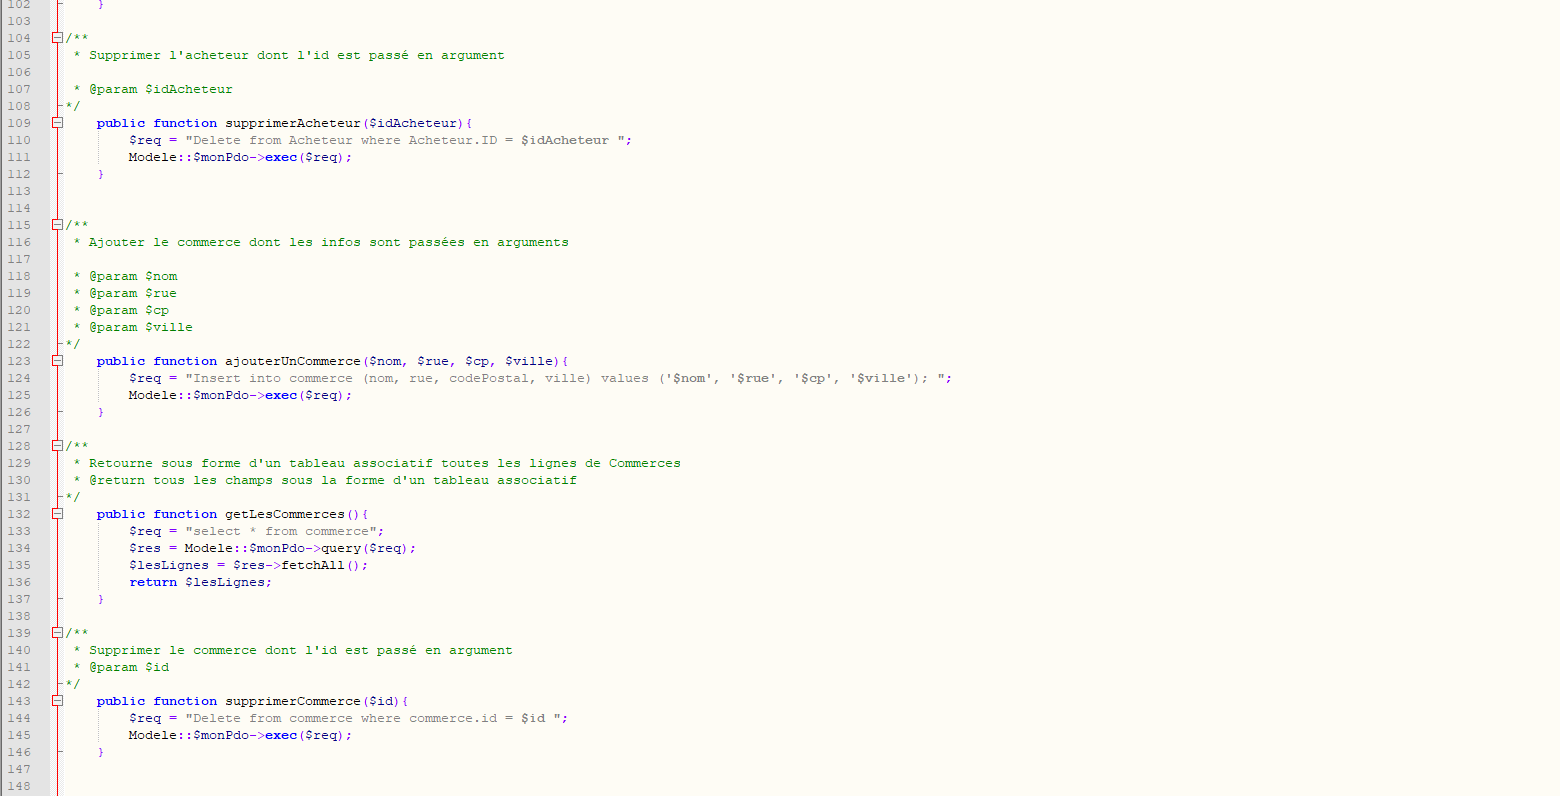 102 }
103
104 /**
105 * Supprimer l'acheteur dont l'id est passé en argument
106
107 * @param $idAcheteur
108 */
109 public function supprimerAcheteur($idAcheteur){
110 $req = "Delete from Acheteur where Acheteur.ID = $idAcheteur ";
111 Modele::$monPdo->exec($req);
112 }
113
114
115 /**
116 * Ajouter le commerce dont les infos sont passées en arguments
117
118 * @param $nom
119 * @param $rue
120 * @param $cp
121 * @param $ville
122 */
123 public function ajouterUnCommerce($nom, $rue, $cp, $ville){
124 $req = "Insert into commerce (nom, rue, codePostal, ville) values ('$nom', '$rue', '$cp', '$ville'); ";
125 Modele::$monPdo->exec($req);
126 }
127
128 /**
129 * Retourne sous forme d'un tableau associatif toutes les lignes de Commerces
130 * @return tous les champs sous la forme d'un tableau associatif
131 */
132 public function getLesCommerces(){
133 $req = "select * from commerce";
134 $res = Modele::$monPdo->query($req);
135 $lesLignes = $res->fetchAll();
136 return $lesLignes;
137 }
138
139 /**
140 * Supprimer le commerce dont l'id est passé en argument
141 * @param $id
142 */
143 public function supprimerCommerce($id){
144 $req = "Delete from commerce where commerce.id = $id ";
145 Modele::$monPdo->exec($req);
146 }
147
148